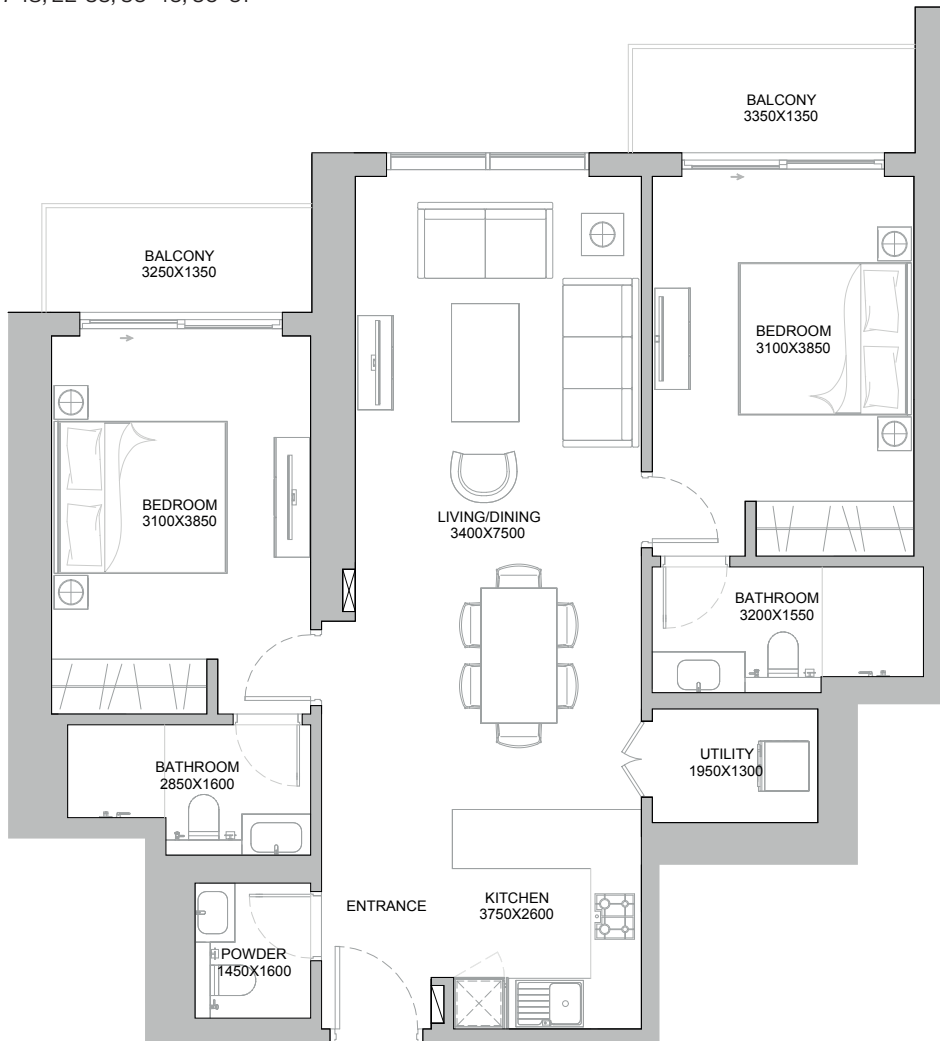 BALCONY
3350X1350
BALCONY
3250X1350
BEDROOM
3100X3850
BEDROOM
3100X3850
LIVING/DINING
3400X7500
BATHROOM
3200X1550
UTILITY
1950X1300
BATHROOM
2850X1600
ENTRANCE
KITCHEN
3750X2600
POWDER
1450X1600